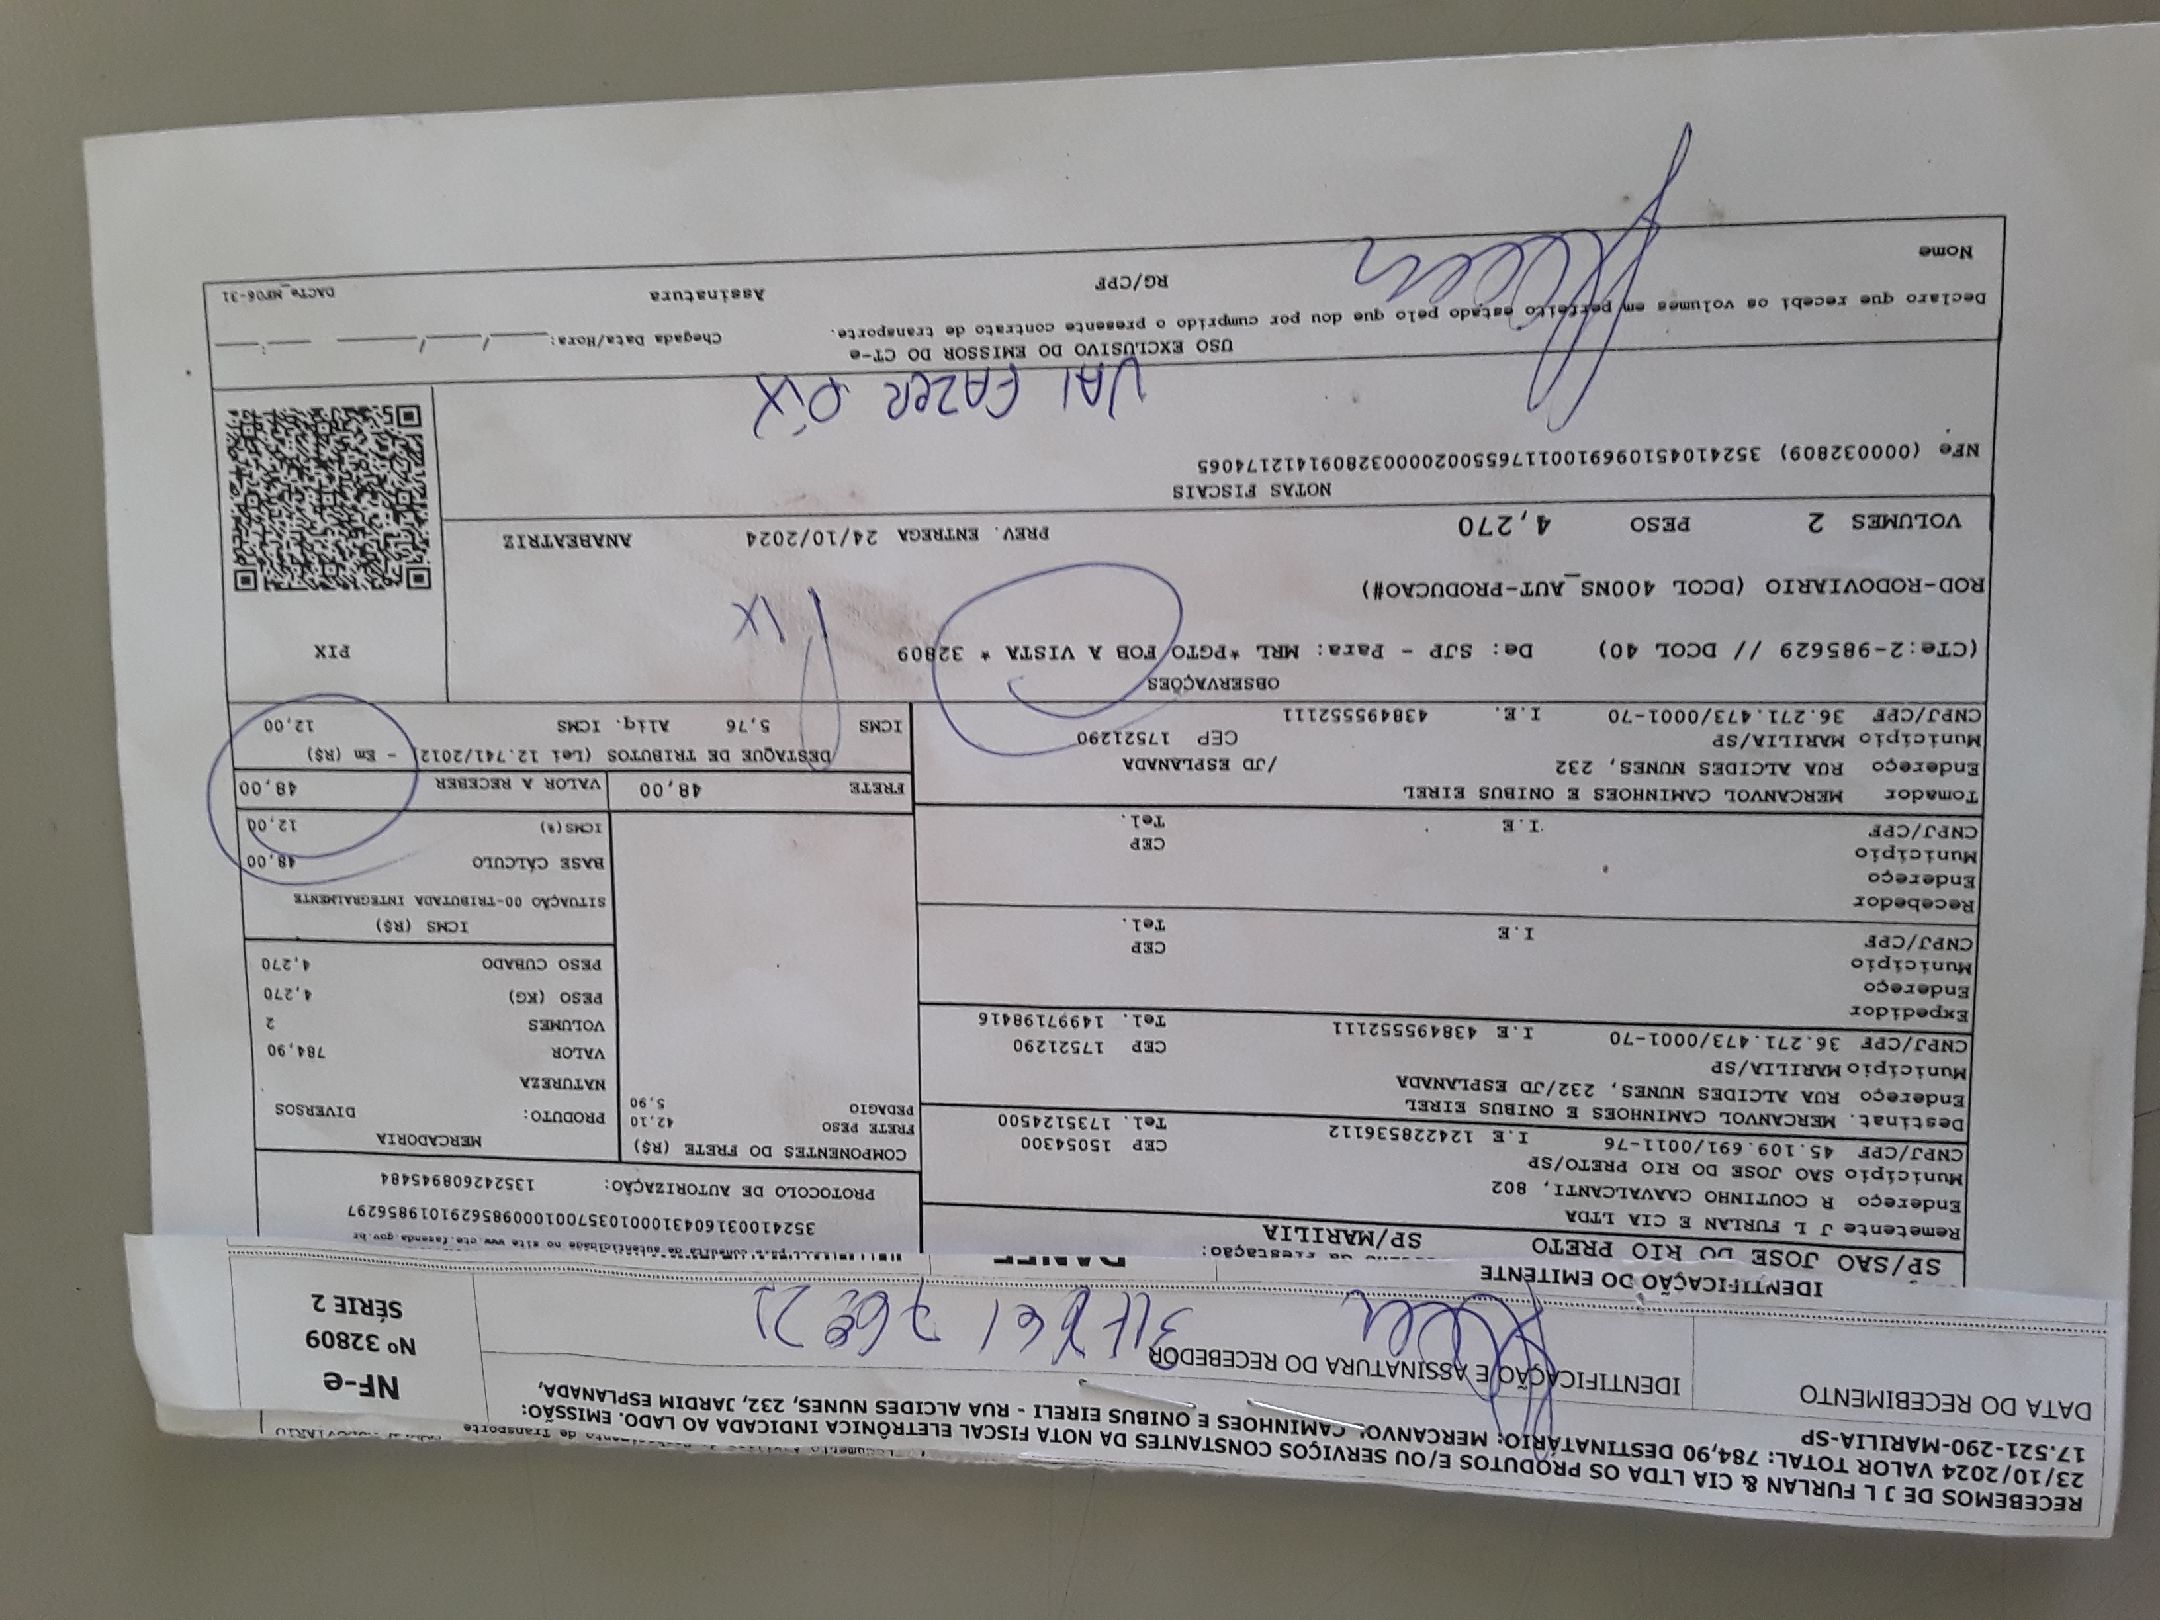 RECEBEMOS DE J L FURLAN & CIA LTDA OS PRODUTOS E/OU SERVIÇOS CONSTANTES DA NOTA FISCAL ELETRÔNICA INDICADA AO LADO. EMISSÃO:
23/10/2024 VALOR TOTAL: 784,90 DESTINATÁRIO: MERCANVO CAMINHOES E ONIBUS EIRELI - RUA ALCIDES NUNES, 232, JARDIM ESPLANADA,
17.521-290-MARILIA-SP
DATA DO RECEBIMENTO
IDENTIFICAÇÃO E ASSINATURA DO RECEBEDOR
NF-e
Nº 32809
SÉRIE 2
IDENTIFICAÇÃO DO EMITENTE
SP/SAO JOSE DO RIO PRETO SP/MARILIA
Remetente J L FURLAN E CIA LTDA
Endereço R COUTINHO CAAVALCANTI, 802
Município SAO JOSE DO RIO PRETO/SP CEP 15054300
CNPJ/CPF 45.109.691/0011-76 I.E 124228536112 Tel. 1735124500
Destinat. MERCANVOL CAMINHOES E ONIBUS EIREL
Endereço RUA ALCIDES NUNES, 232/JD ESPLANADA
Município MARILIA/SP CEP 17521290
CNPJ/CPF 36.271.473/0001-70 I.E 438495552111 Tel. 14997198416
Expedidor
Endereço
Município CEP
CNPJ/CPF I.E Tel.
Recebedor
Endereço
Município CEP
CNPJ/CPF I.E Tel.
Tomador MERCANVOL CAMINHOES E ONIBUS EIREL
Endereço RUA ALCIDES NUNES, 232 /JD ESPLANADA
Município MARILIA/SP CEP 17521290
CNPJ/CPF 36.271.473/0001-70 I.E. 438495552111
35241003160431000103570010009856291019856297
PROTOCOLO DE AUTORIZAÇÃO: 135242608945484
COMPONENTES DO FRETE (R$)
FRETE PESO 42,10
PEDAGIO 5,90
MERCADORIA
PRODUTO: DIVERSOS
NATUREZA
VALOR 784,90
VOLUMES 2
PESO (KG) 4,270
PESO CUBADO 4,270
ICMS (R$)
SITUAÇÃO 00-TRIBUTADA INTEGRALMENTE
BASE CÁLCULO 48,00
ICMS(%) 12,00
FRETE 48,00 VALOR A RECEBER 48,00
DESTAQUE DE TRIBUTOS (Lei 12.741/2012) - Em (R$)
ICMS 5,76 Aliq. ICMS 12,00
OBSERVAÇÕES
(CTe:2-985629 // DCOL 40) De: SJP - Para: MRL *PGTO FOB A VISTA * 32809
PIX
ROD-RODOVIARIO (DCOL 400NS_AUT-PRODUCAO#)
PIX
VOLUMES 2 PESO 4,270 PREV. ENTREGA 24/10/2024 ANABEATRIZ
NOTAS FISCAIS
NFe (000032809) 35241045109691001176550020000328091412174065
VAI FAZER PIX
USO EXCLUSIVO DO EMISSOR DO CT-e
Declaro que recebi os volumes em perfeito estado pelo que dou por cumprido o presente contrato de transporte.
Chegada Data/Hora: ____/____/____ ___:___
Nome RG/CPF Assinatura
DACTe_MF06-31